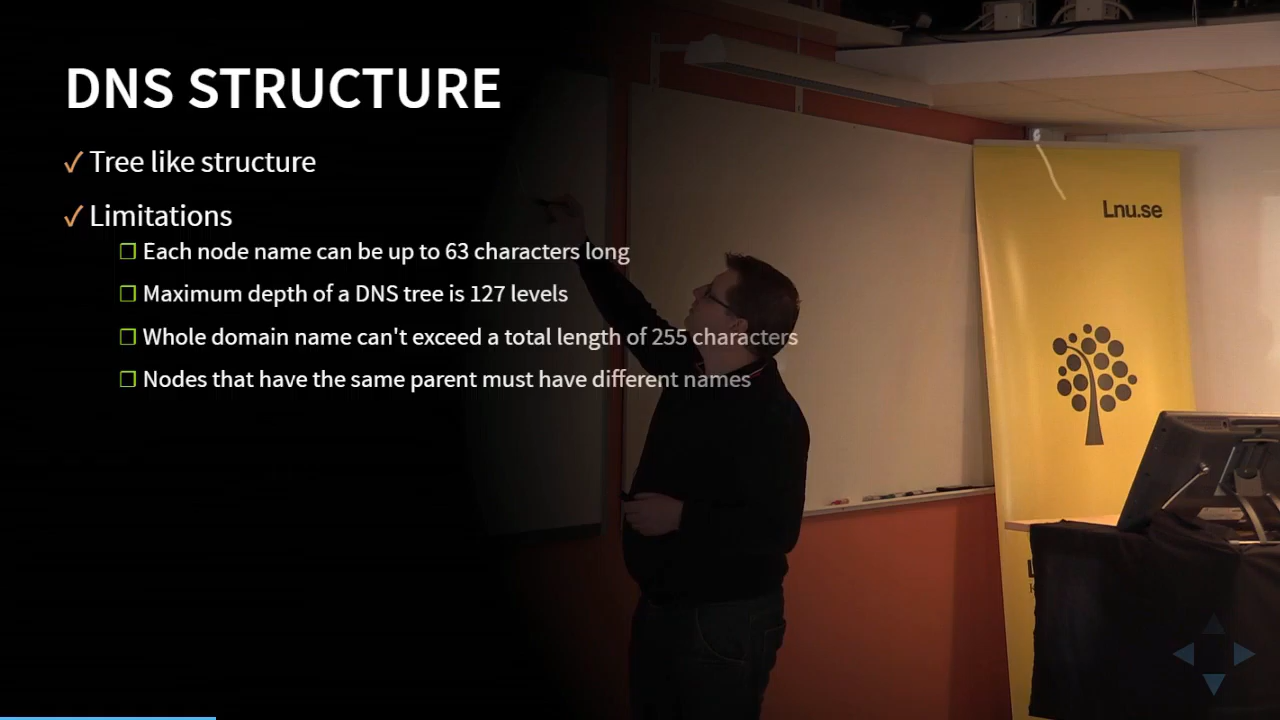 DNS STRUCTURE
✓ Tree like structure
✓ Limitations
❐ Each node name can be up to 63 characters long
❐ Maximum depth of a DNS tree is 127 levels
❐ Whole domain name can't exceed a total length of 255 characters
❐ Nodes that have the same parent must have different names
Lnu.se